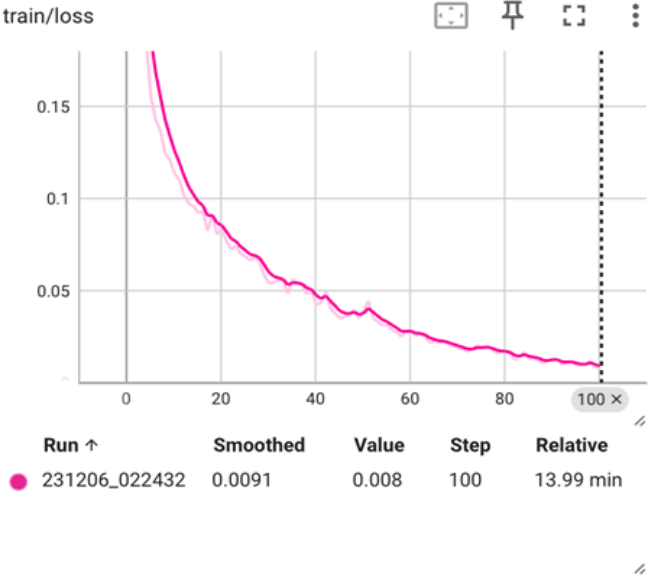 train/loss
0.15
0.1
0.05
0
0 20 40 60 80 100 ×
Run ↑ Smoothed Value Step Relative
231206_022432 0.0091 0.008 100 13.99 min